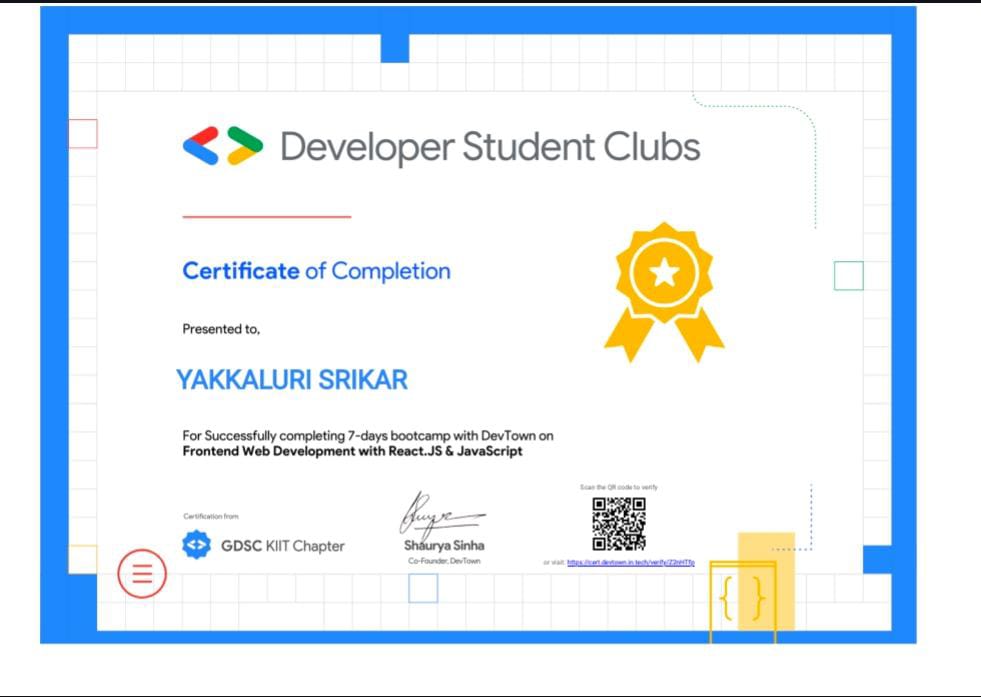 Developer Student Clubs
Certificate of Completion
Presented to,
YAKKALURI SRIKAR
For Successfully completing 7-days bootcamp with DevTown on
Frontend Web Development with React.JS & JavaScript
Certification from
GDSC KIIT Chapter
Shaurya Sinha
Co-Founder, DevTown
Scan the QR code to verify
or visit: https://cert.devtown.in.tech/verify/Z2nHTTp
{ }